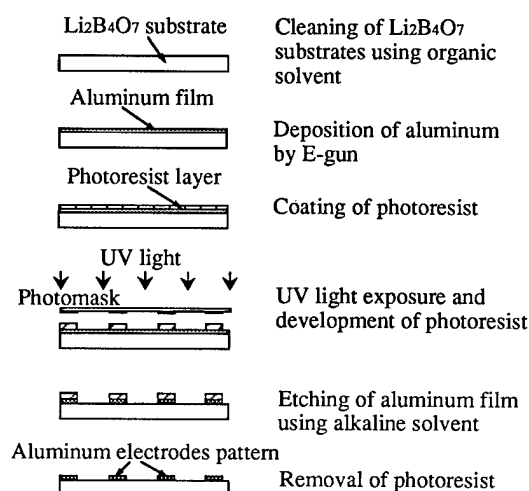 Li2B4O7 substrate
Cleaning of Li2B4O7
substrates using organic
solvent
Aluminum film
Deposition of aluminum
by E-gun
Photoresist layer
Coating of photoresist
UV light
Photomask
UV light exposure and
development of photoresist
Etching of aluminum film
using alkaline solvent
Aluminum electrodes pattern
Removal of photoresist